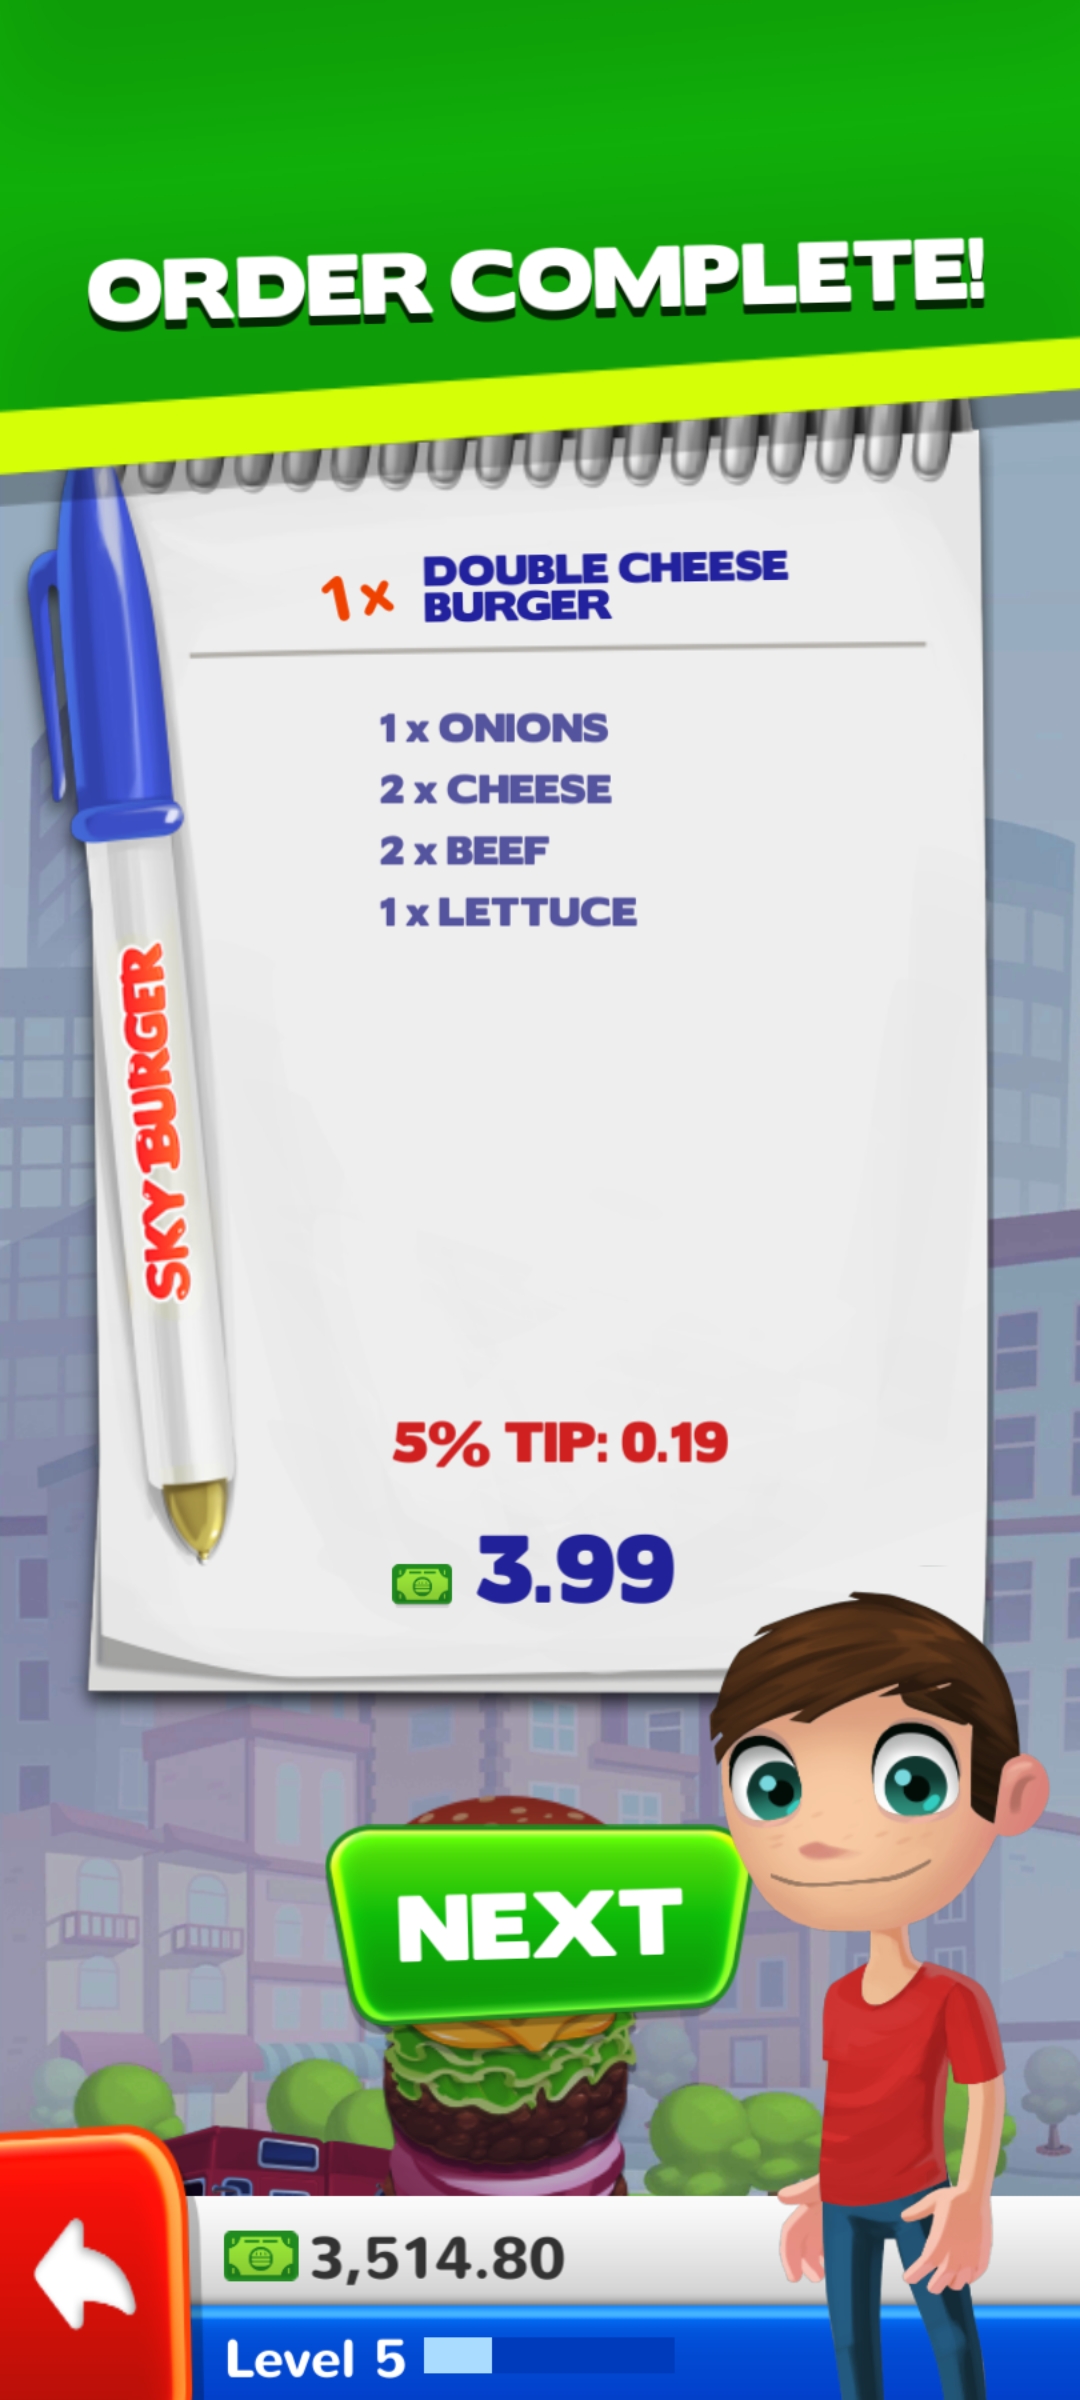 ORDER COMPLETE!
1x DOUBLE CHEESE
BURGER
1 x ONIONS
2 x CHEESE
2 x BEEF
1 x LETTUCE
SKY BURGER
5% TIP: 0.19
3.99
NEXT
3,514.80
Level 5